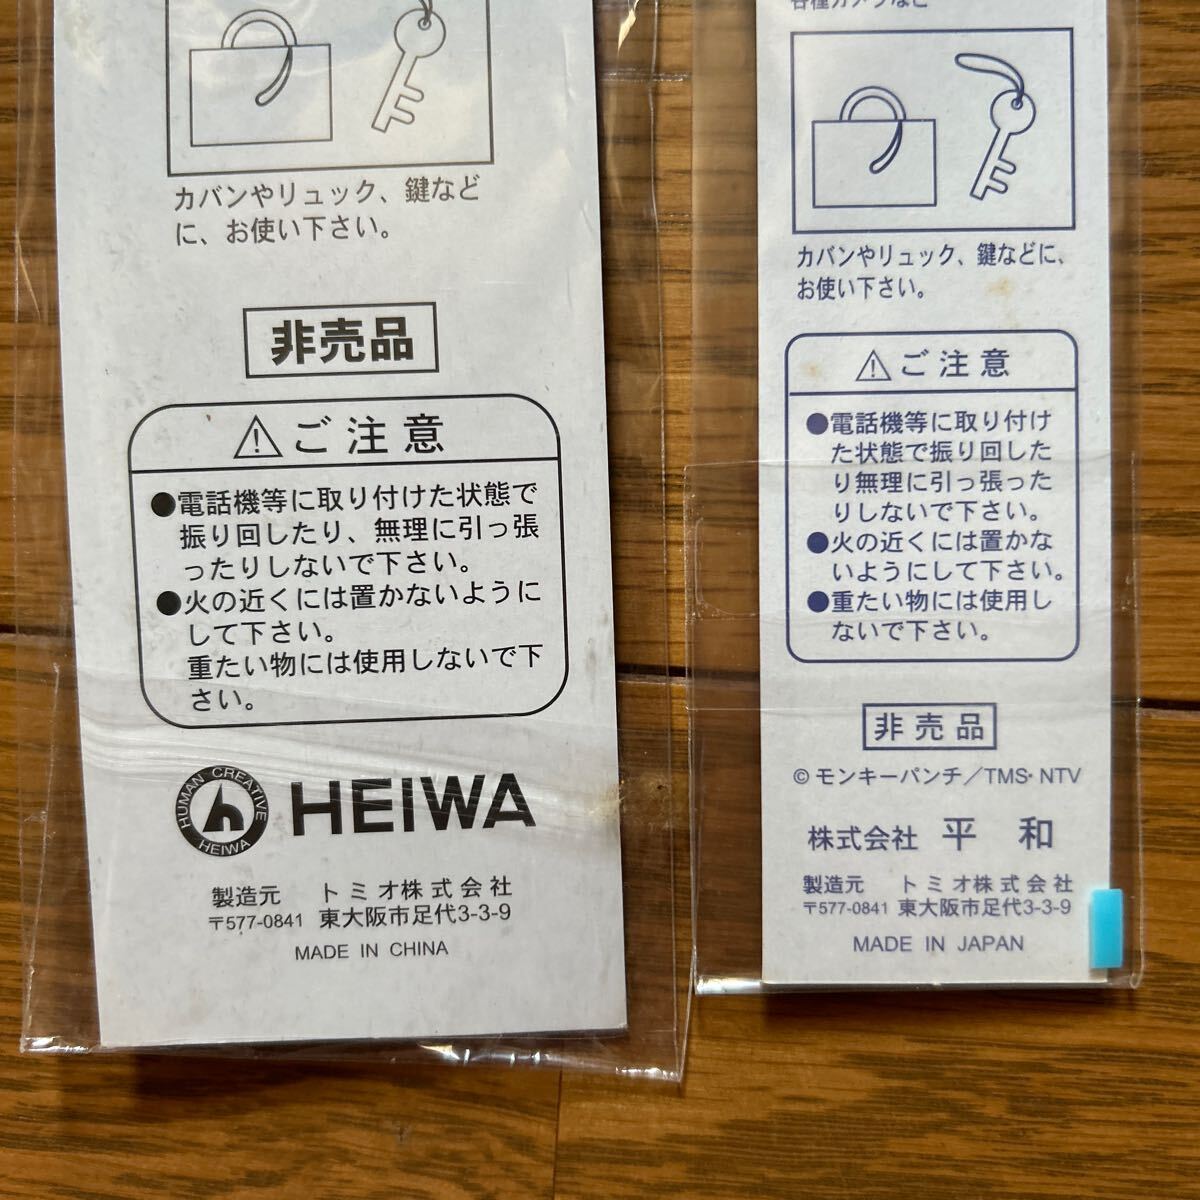 カバンやリュック、鍵など
に、お使い下さい。
非売品
ご注意
●電話機等に取り付けた状態で
振り回したり、無理に引っ張
ったりしないで下さい。
●火の近くには置かないように
して下さい。
重たい物には使用しないで下
さい。
HUMAN CREATIVE
HEIWA
HEIWA
製造元 トミオ株式会社
〒577-0841 東大阪市足代3-3-9
MADE IN CHINA
各種カメラなど
カバンやリュック、鍵などに、
お使い下さい。
ご注意
●電話機等に取り付け
た状態で振り回した
り無理に引っ張った
りしないで下さい。
●火の近くには置かな
いようにして下さい。
●重たい物には使用し
ないで下さい。
非売品
© モンキーパンチ／TMS・NTV
株式会社 平和
製造元 トミオ株式会社
〒577-0841 東大阪市足代3-3-9
MADE IN JAPAN